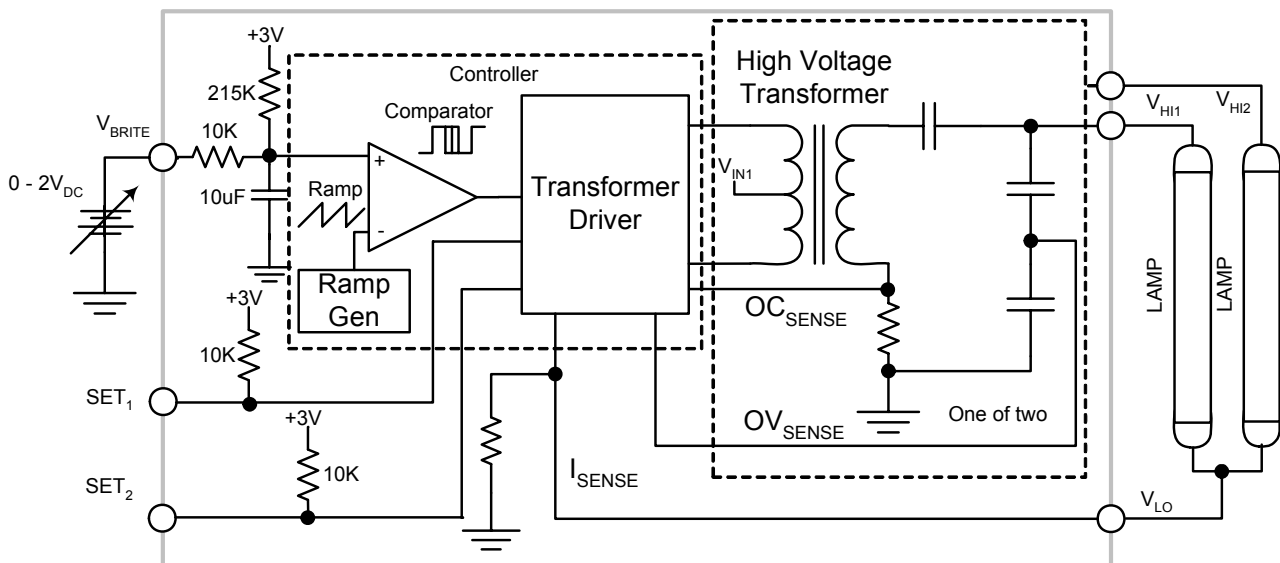 +3V
High Voltage
Transformer
Controller
215K
Comparator
V_BRITE
10K
V_HI1
V_HI2
+
V_IN1
0 - 2V_DC
10uF
Ramp
Transformer
Driver
-
Ramp
Gen
LAMP
LAMP
+3V
OC_SENSE
10K
SET_1
+3V
One of two
OV_SENSE
10K
I_SENSE
SET_2
V_LO